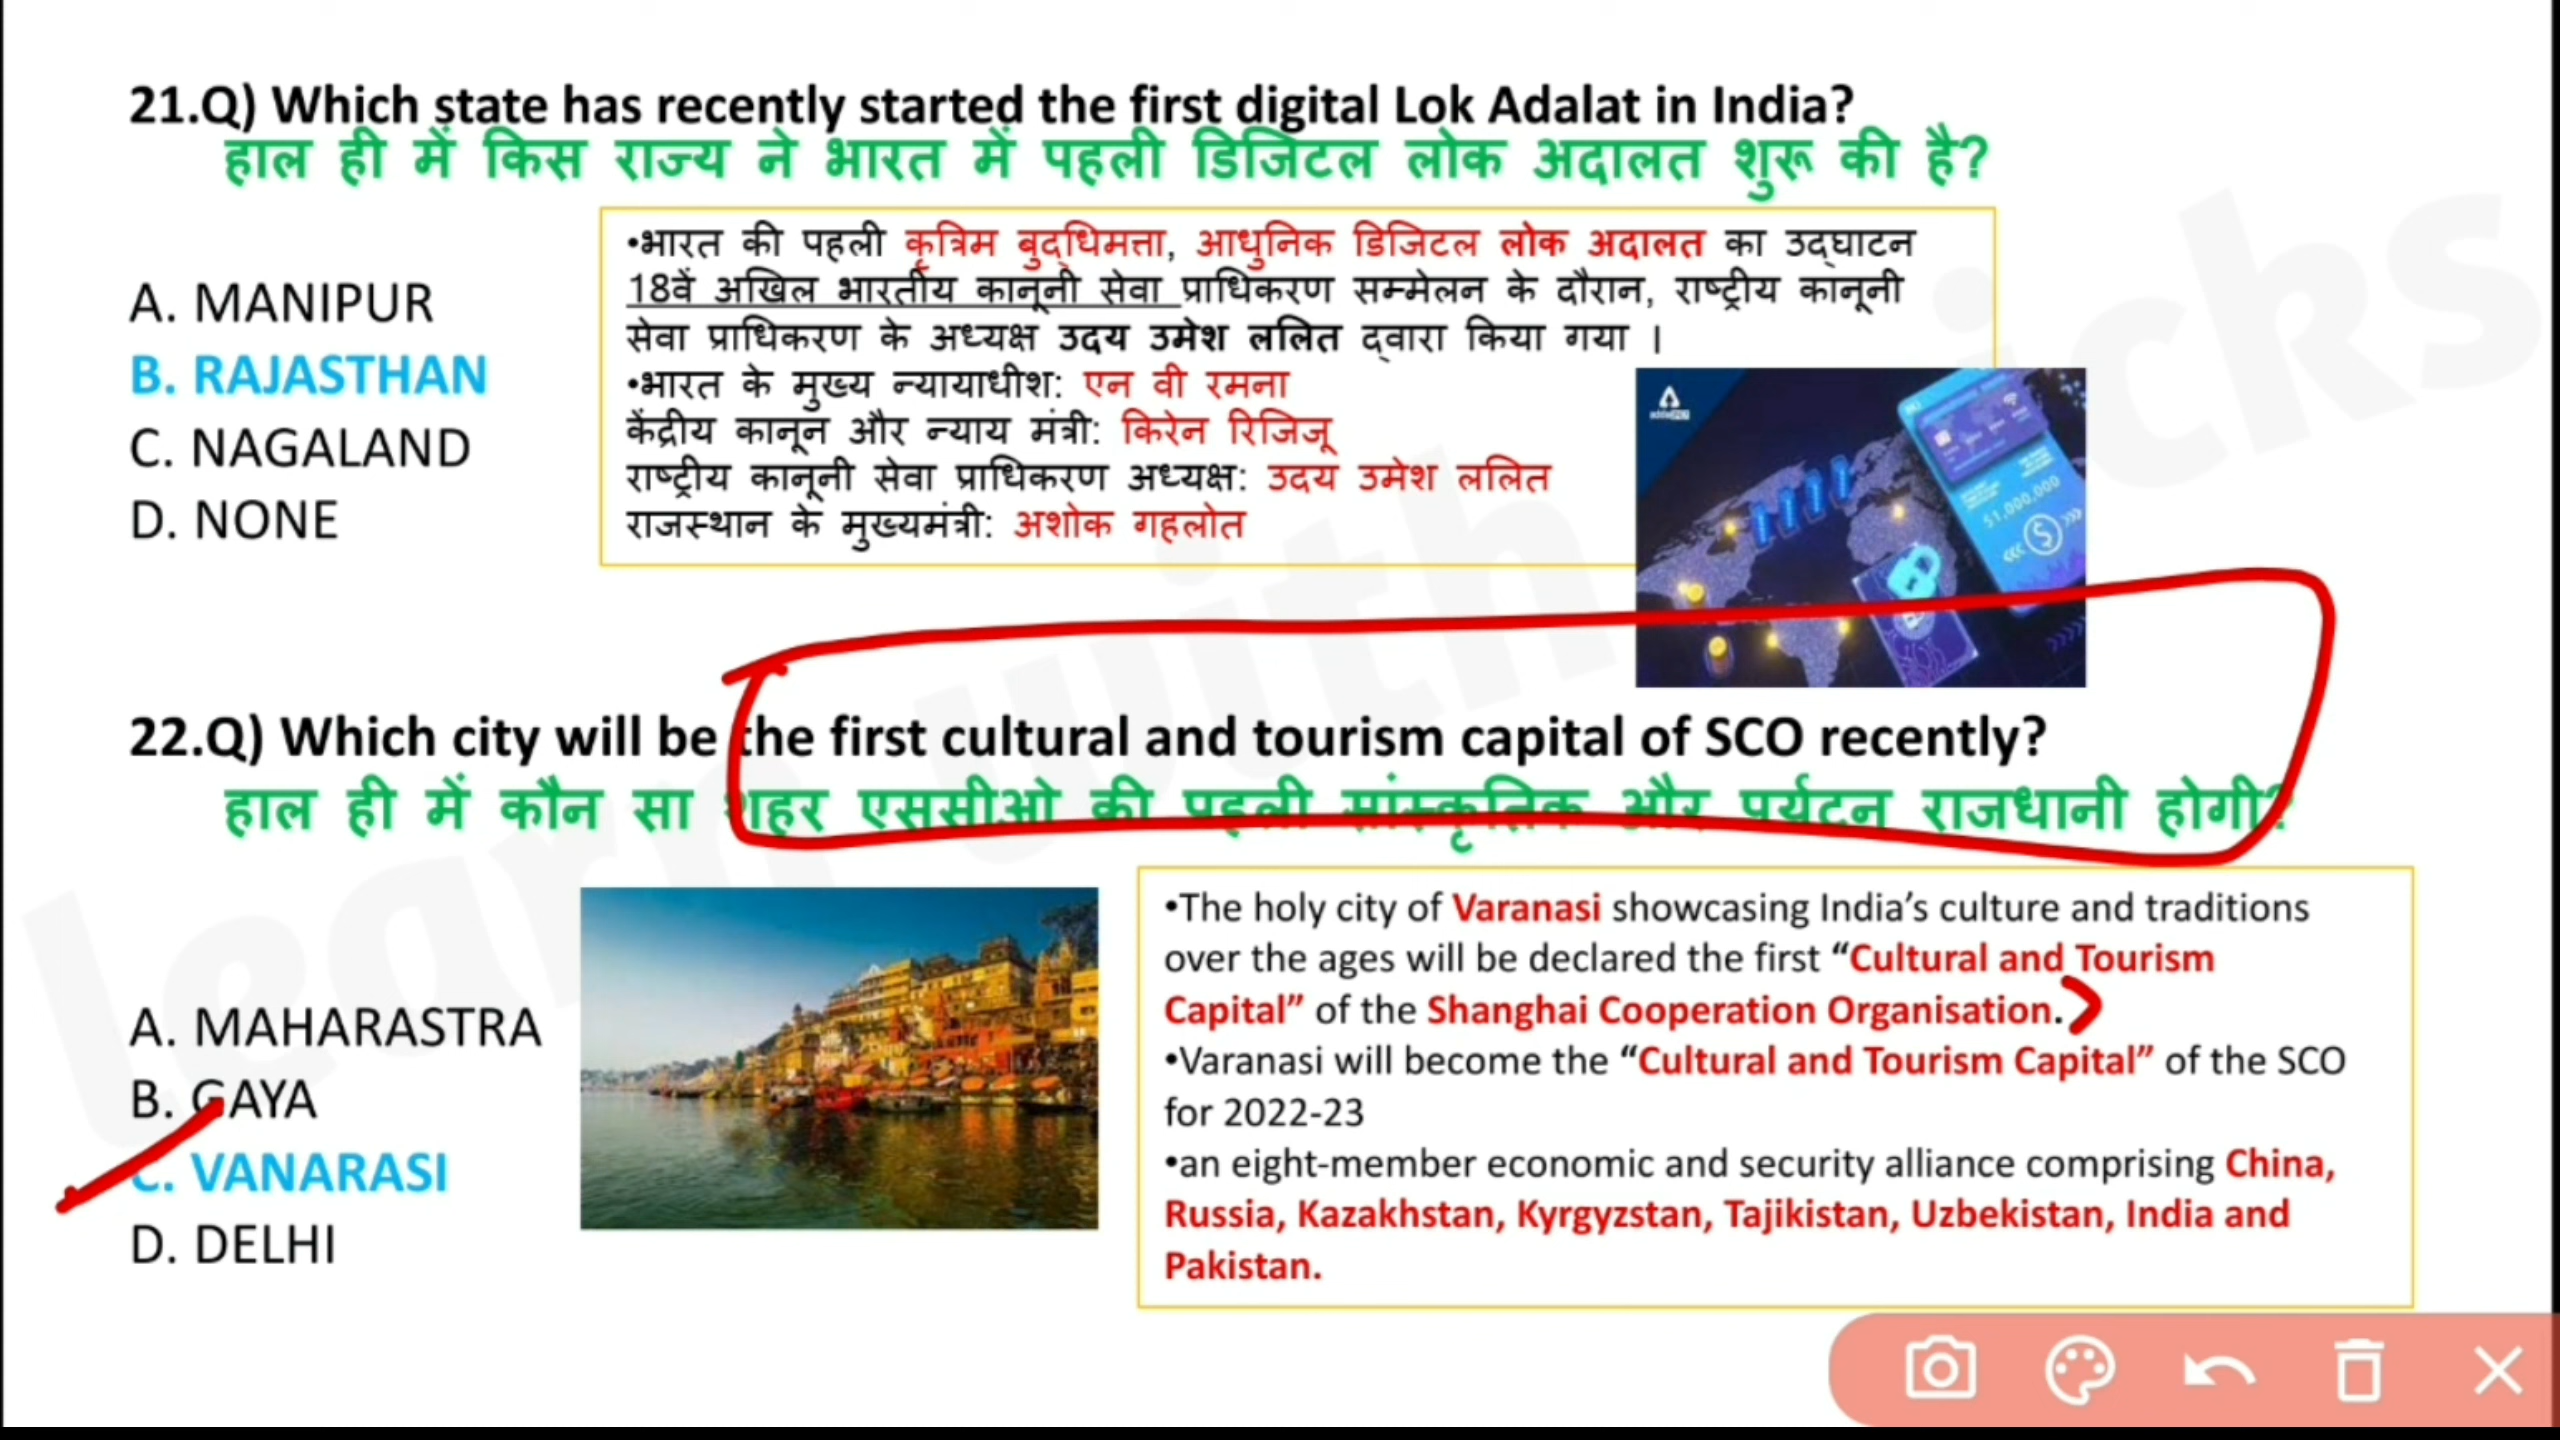 21.Q) Which state has recently started the first digital Lok Adalat in India?
हाल ही में किस राज्य ने भारत में पहली डिजिटल लोक अदालत शुरू की है?
A. MANIPUR
B. RAJASTHAN
C. NAGALAND
D. NONE
•भारत की पहली कृत्रिम बुद्धिमत्ता, आधुनिक डिजिटल लोक अदालत का उद्घाटन
18वें अखिल भारतीय कानूनी सेवा प्राधिकरण सम्मेलन के दौरान, राष्ट्रीय कानूनी
सेवा प्राधिकरण के अध्यक्ष उदय उमेश ललित द्वारा किया गया ।
•भारत के मुख्य न्यायाधीश: एन वी रमना
केंद्रीय कानून और न्याय मंत्री: किरेन रिजिजू
राष्ट्रीय कानूनी सेवा प्राधिकरण अध्यक्ष: उदय उमेश ललित
राजस्थान के मुख्यमंत्री: अशोक गहलोत
$1,000,000
22.Q) Which city will be the first cultural and tourism capital of SCO recently?
हाल ही में कौन सा शहर एससीओ की पहली सांस्कृतिक और पर्यटन राजधानी होगी?
A. MAHARASTRA
B. GAYA
C. VANARASI
D. DELHI
•The holy city of Varanasi showcasing India’s culture and traditions
over the ages will be declared the first “Cultural and Tourism
Capital” of the Shanghai Cooperation Organisation.
•Varanasi will become the “Cultural and Tourism Capital” of the SCO
for 2022-23
•an eight-member economic and security alliance comprising China,
Russia, Kazakhstan, Kyrgyzstan, Tajikistan, Uzbekistan, India and
Pakistan.
learn with tricks